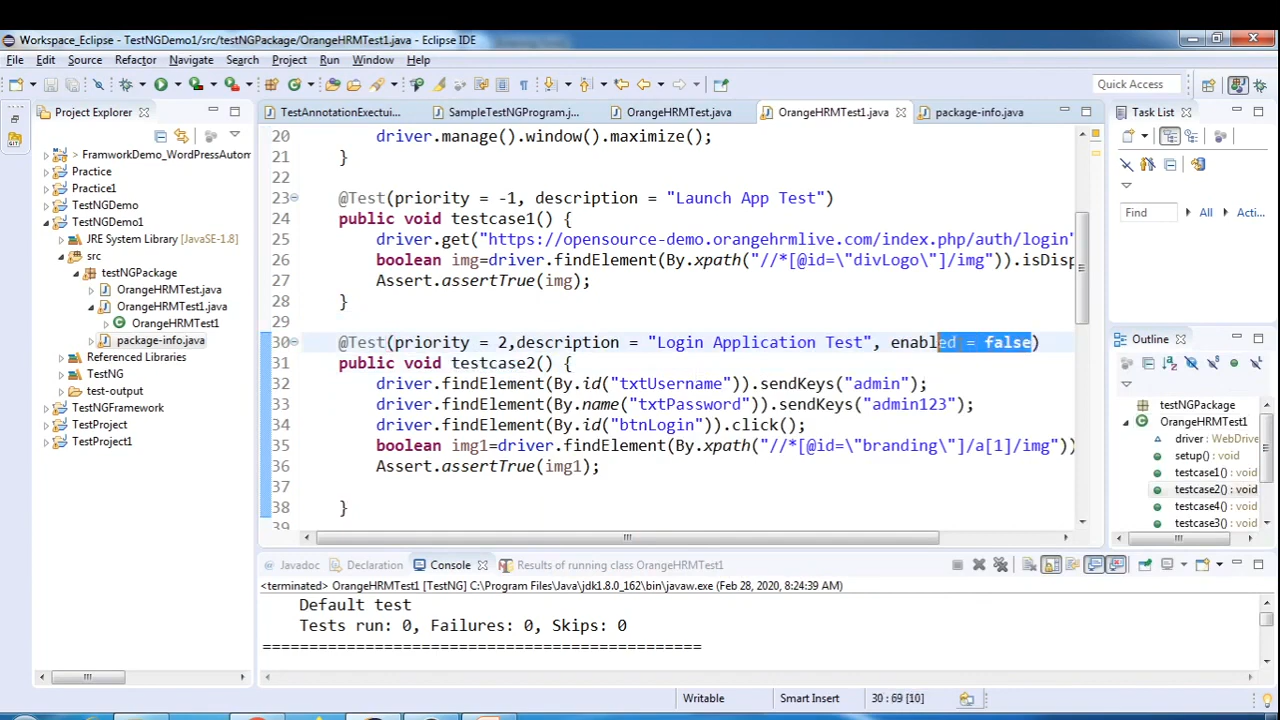 Workspace_Eclipse - TestNGDemo1/src/testNGPackage/OrangeHRMTest1.java - Eclipse IDE
File Edit Source Refactor Navigate Search Project Run Window Help
Quick Access
Project Explorer
TestAnnotationExectui... SampleTestNGProgram.j... OrangeHRMTest.java OrangeHRMTest1.java package-info.java
Task List
> FramworkDemo_WordPressAutom
Practice
Practice1
TestNGDemo
TestNGDemo1
JRE System Library [JavaSE-1.8]
src
testNGPackage
OrangeHRMTest.java
OrangeHRMTest1.java
OrangeHRMTest1
package-info.java
Referenced Libraries
TestNG
test-output
TestNGFramework
TestProject
TestProject1
20 driver.manage().window().maximize();
21 }
22
23 @Test(priority = -1, description = "Launch App Test")
24 public void testcase1() {
25 driver.get("https://opensource-demo.orangehrmlive.com/index.php/auth/login"
26 boolean img=driver.findElement(By.xpath("//*[@id=\"divLogo\"]/img")).isDisp
27 Assert.assertTrue(img);
28 }
29
30 @Test(priority = 2,description = "Login Application Test", enabled = false)
31 public void testcase2() {
32 driver.findElement(By.id("txtUsername")).sendKeys("admin");
33 driver.findElement(By.name("txtPassword")).sendKeys("admin123");
34 driver.findElement(By.id("btnLogin")).click();
35 boolean img1=driver.findElement(By.xpath("//*[@id=\"branding\"]/a[1]/img"))
36 Assert.assertTrue(img1);
37
38 }
39
Find All Acti...
Outline
testNGPackage
OrangeHRMTest1
driver : WebDrive
setup() : void
testcase1() : void
testcase2() : void
testcase4() : void
testcase3() : void
Javadoc Declaration Console Results of running class OrangeHRMTest1
<terminated> OrangeHRMTest1 [TestNG] C:\Program Files\Java\jdk1.8.0_162\bin\javaw.exe (Feb 28, 2020, 8:24:39 AM)
Default test
Tests run: 0, Failures: 0, Skips: 0
===============================================
Writable Smart Insert 30 : 69 [10]